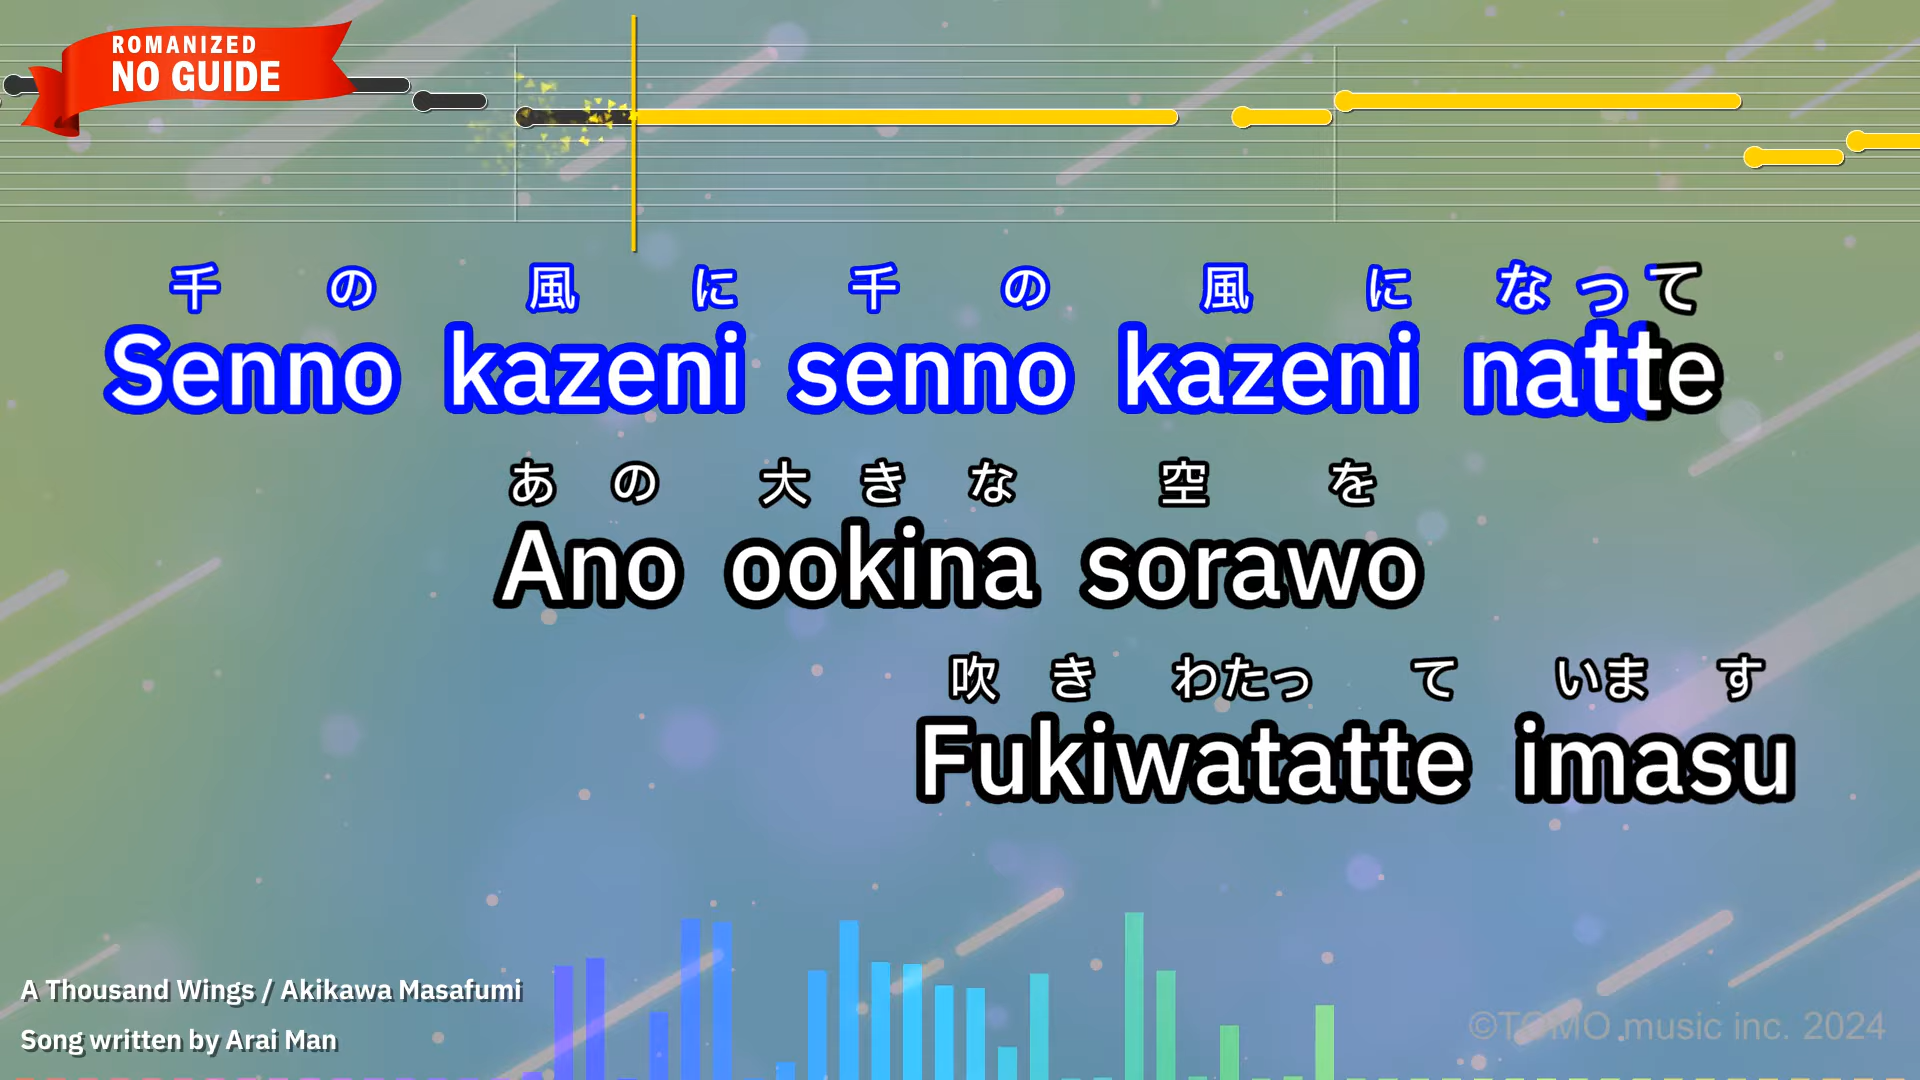 ROMANIZED
NO GUIDE
千の風に千の風になって
Senno kazeni senno kazeni natte
あの大きな空を
Ano ookina sorawo
吹きわたっています
Fukiwatatte imasu
A Thousand Wings / Akikawa Masafumi
Song written by Arai Man
©TOMO music inc. 2024